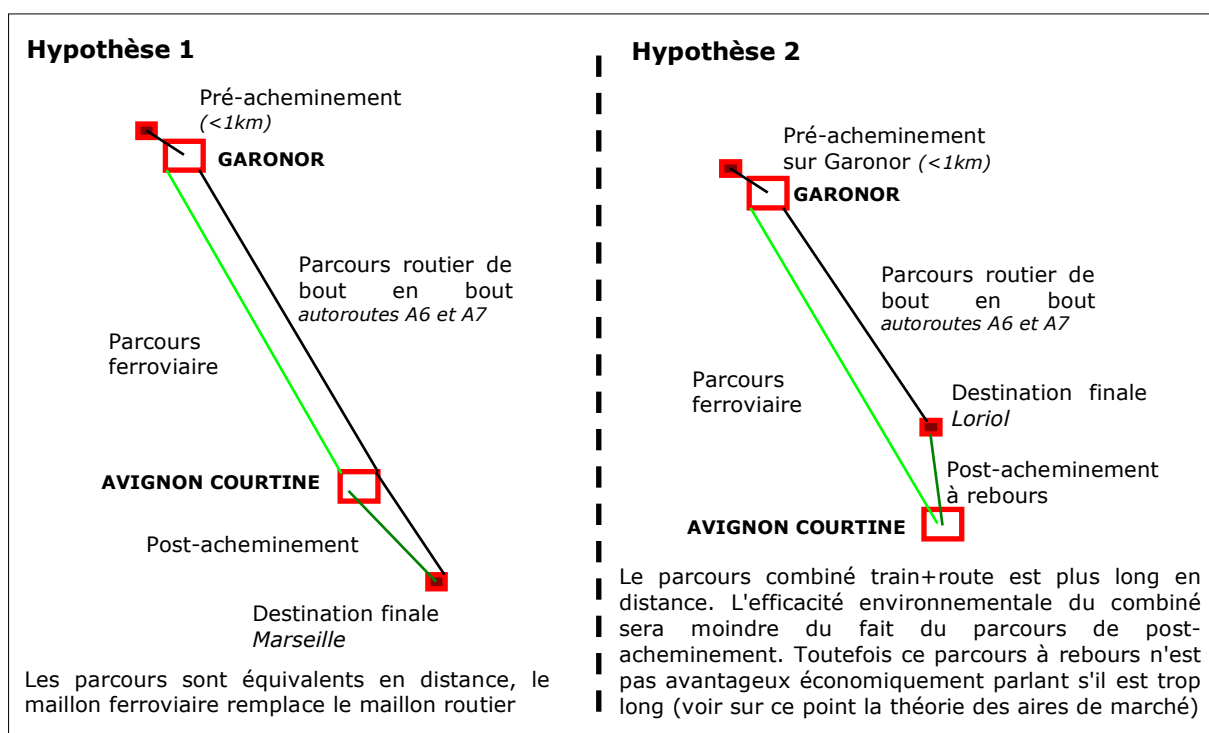 Hypothèse 1
Pré-acheminement
(<1km)
GARONOR
Parcours routier de
bout en bout
autoroutes A6 et A7
Parcours
ferroviaire
AVIGNON COURTINE
Post-acheminement
Destination finale
Marseille
Les parcours sont équivalents en distance, le
maillon ferroviaire remplace le maillon routier
Hypothèse 2
Pré-acheminement
sur Garonor (<1km)
GARONOR
Parcours routier de
bout en bout
autoroutes A6 et A7
Parcours
ferroviaire
Destination finale
Loriol
Post-acheminement
à rebours
AVIGNON COURTINE
Le parcours combiné train+route est plus long en
distance. L'efficacité environnementale du combiné
sera moindre du fait du parcours de post-
acheminement. Toutefois ce parcours à rebours n'est
pas avantageux économiquement parlant s'il est trop
long (voir sur ce point la théorie des aires de marché)